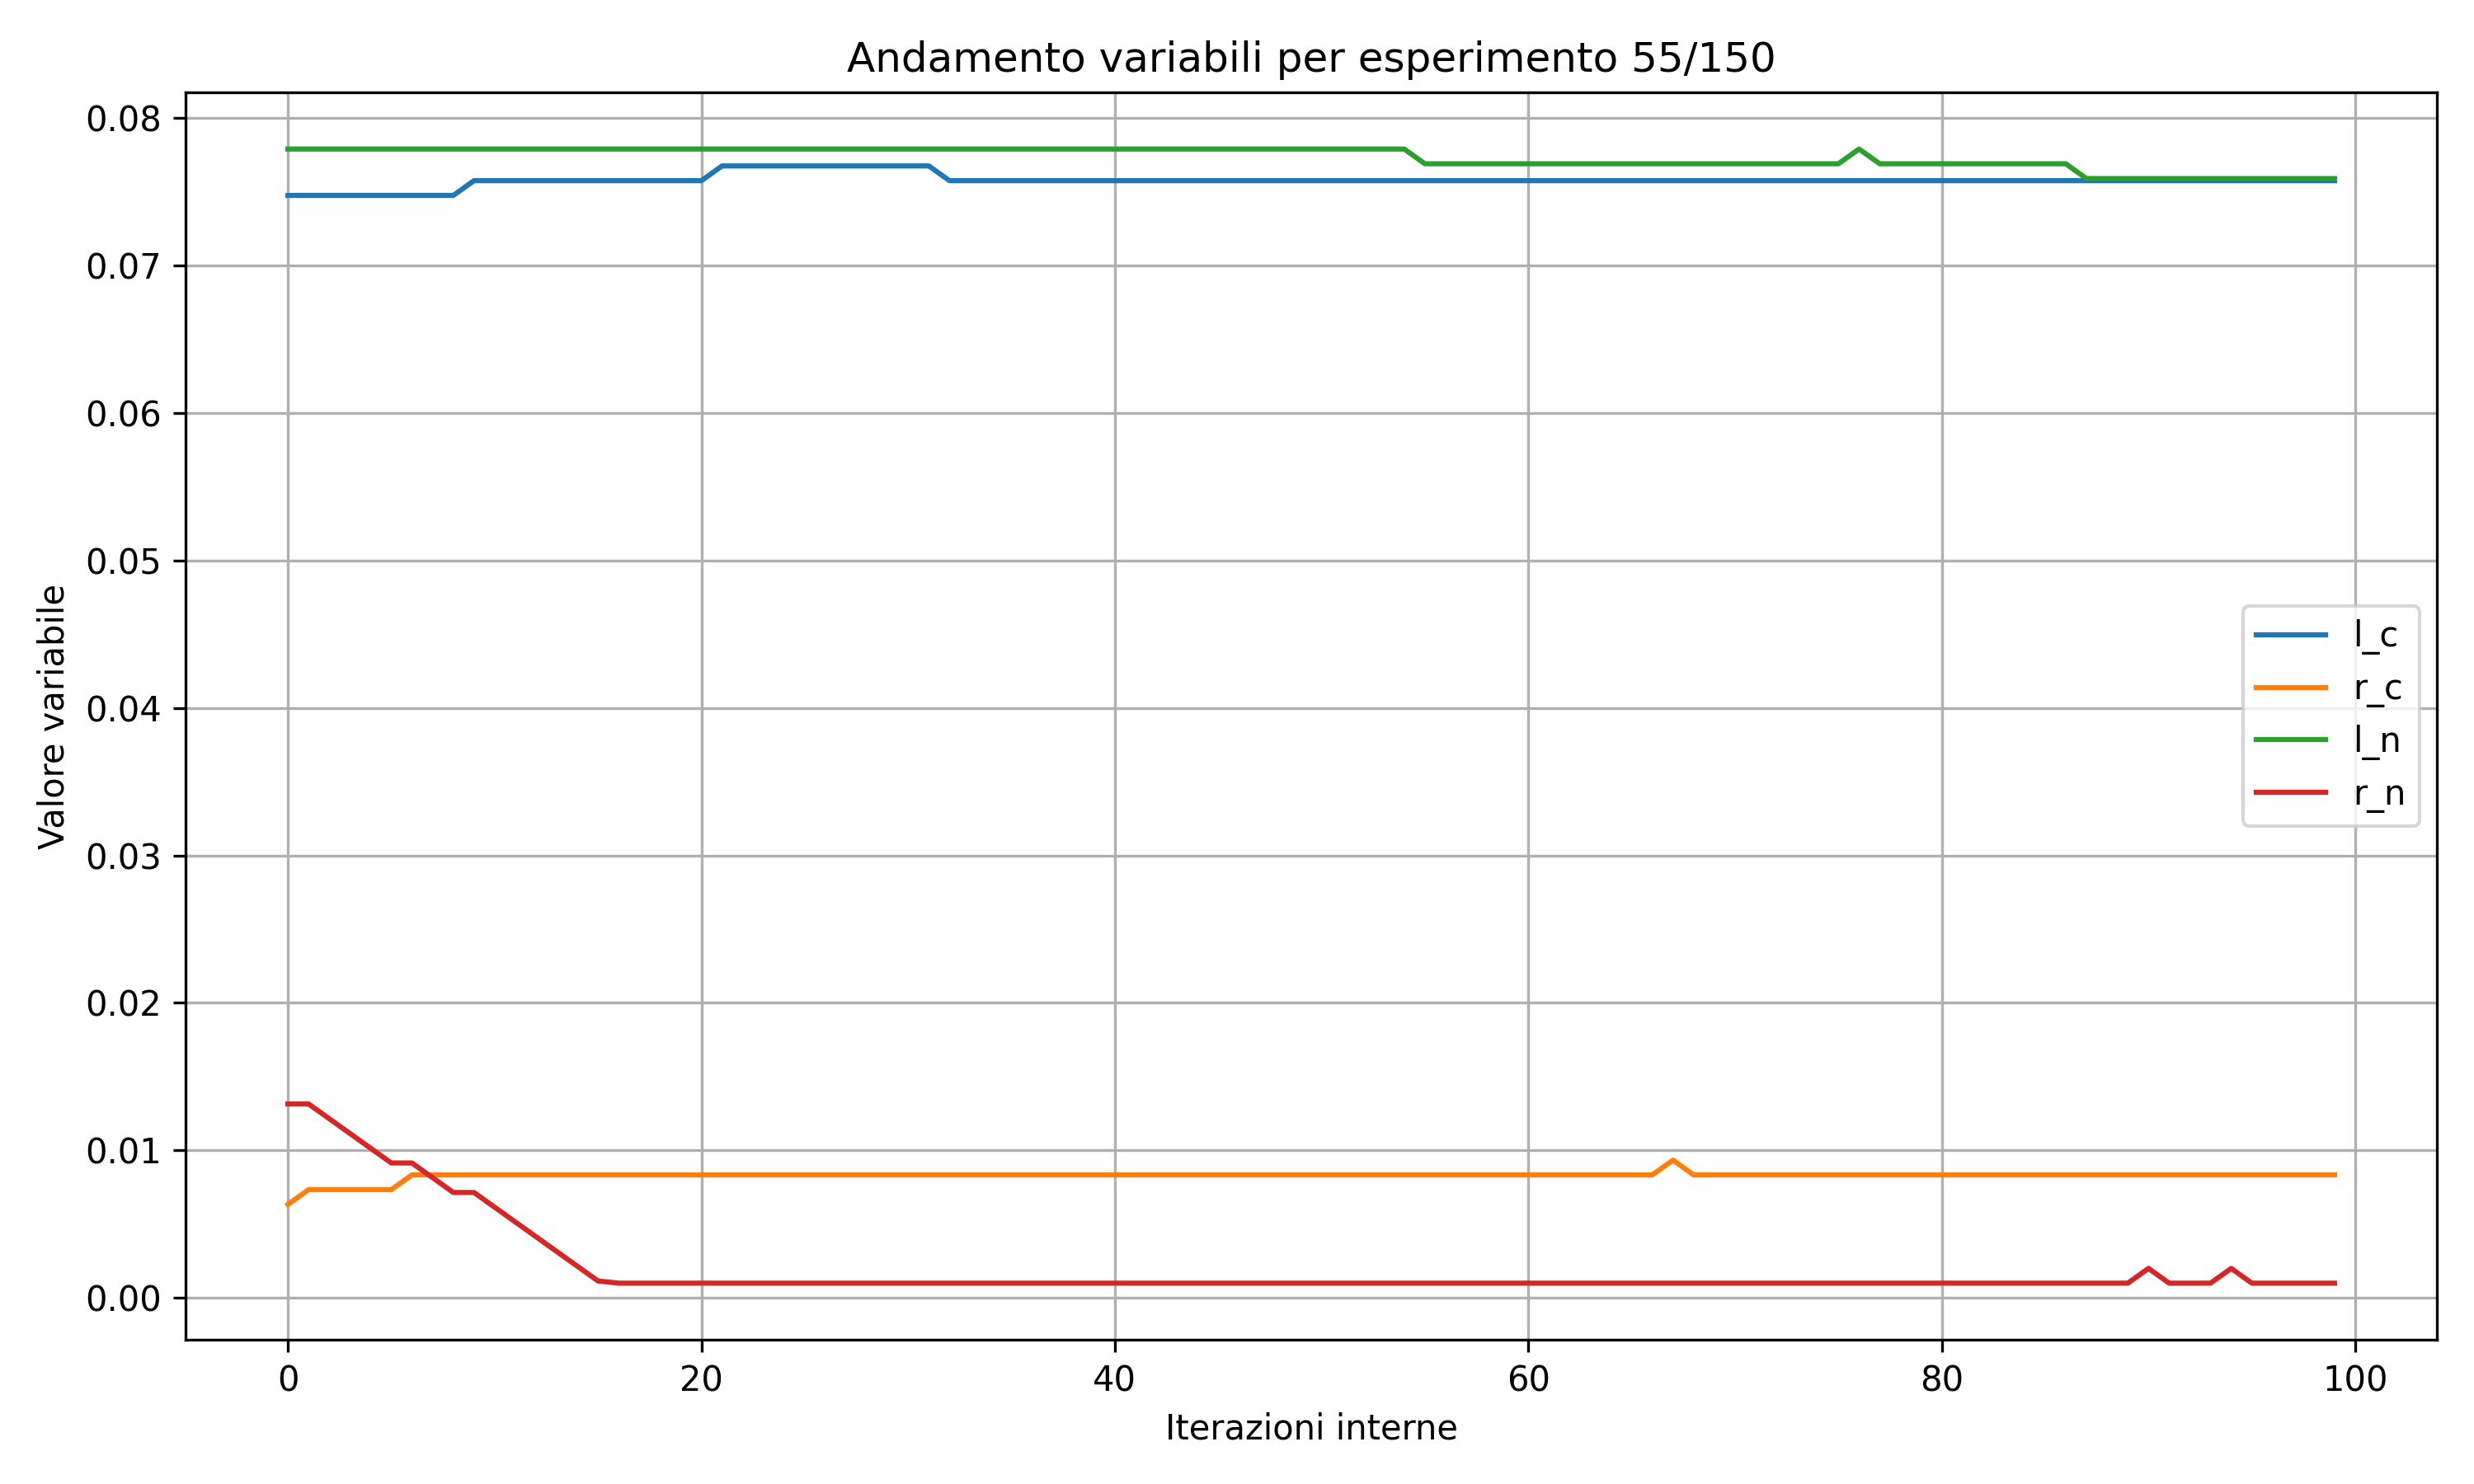 Andamento variabili per esperimento 55/150
0.08
0.07
0.06
0.05
0.04
0.03
0.02
0.01
0.00
Valore variabile
l_c
r_c
l_n
r_n
0 20 40 60 80 100
Iterazioni interne